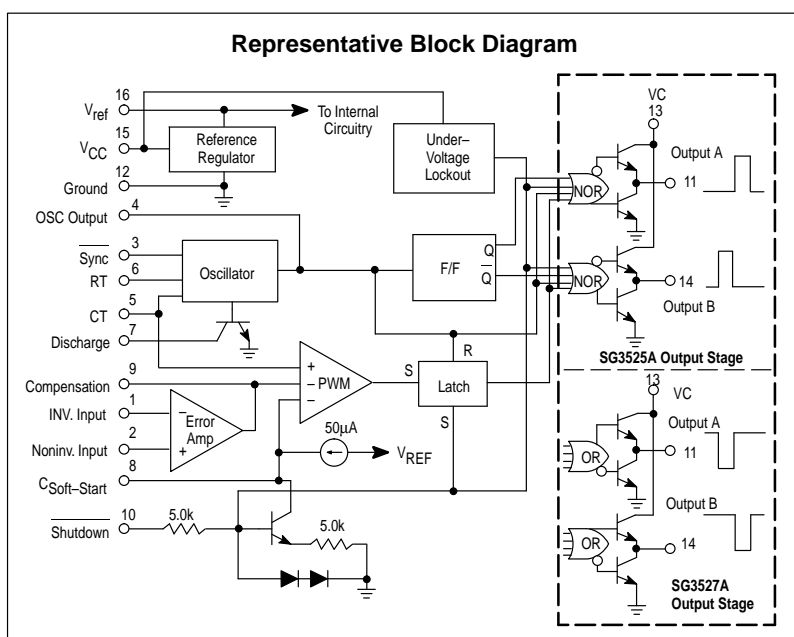 Representative Block Diagram
16
Vref
15
VCC
12
Ground
4
OSC Output
3
Sync
6
RT
5
CT
7
Discharge
9
Compensation
1
INV. Input
2
Noninv. Input
8
CSoft–Start
10
Shutdown
5.0k
Reference
Regulator
To Internal
Circuitry
Under–
Voltage
Lockout
Oscillator
F/F
Q
Q
+
–
–
PWM
S
R
Latch
S
–
+
Error
Amp
50µA
VREF
5.0k
VC
13
NOR
Output A
11
NOR
14
Output B
SG3525A Output Stage
13
VC
OR
Output A
11
Output B
OR
14
SG3527A
Output Stage